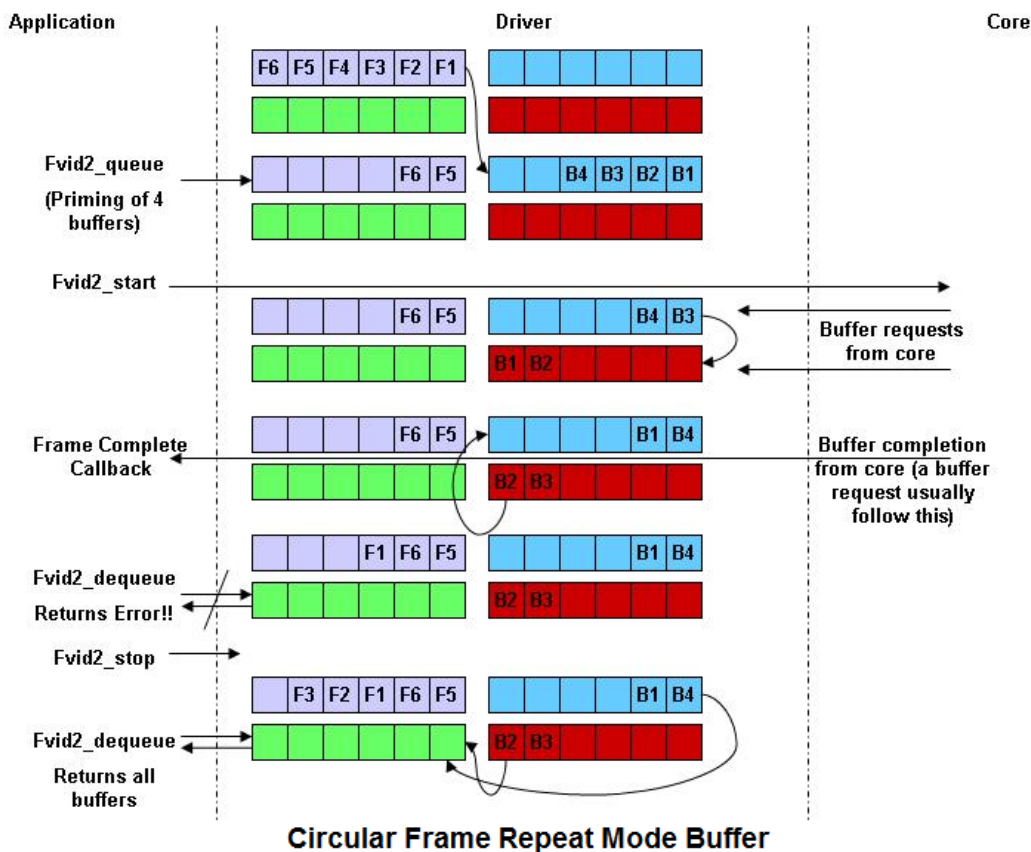 Application
Driver
Core
F6 F5 F4 F3 F2 F1
Fvid2_queue
(Priming of 4
buffers)
F6 F5
B4 B3 B2 B1
Fvid2_start
F6 F5
B4 B3
B1 B2
Buffer requests
from core
Frame Complete
Callback
F6 F5
B1 B4
B2 B3
Buffer completion
from core (a buffer
request usually
follow this)
F1 F6 F5
B1 B4
Fvid2_dequeue
Returns Error!!
B2 B3
Fvid2_stop
F3 F2 F1 F6 F5
B1 B4
Fvid2_dequeue
Returns all
buffers
B2 B3
Circular Frame Repeat Mode Buffer